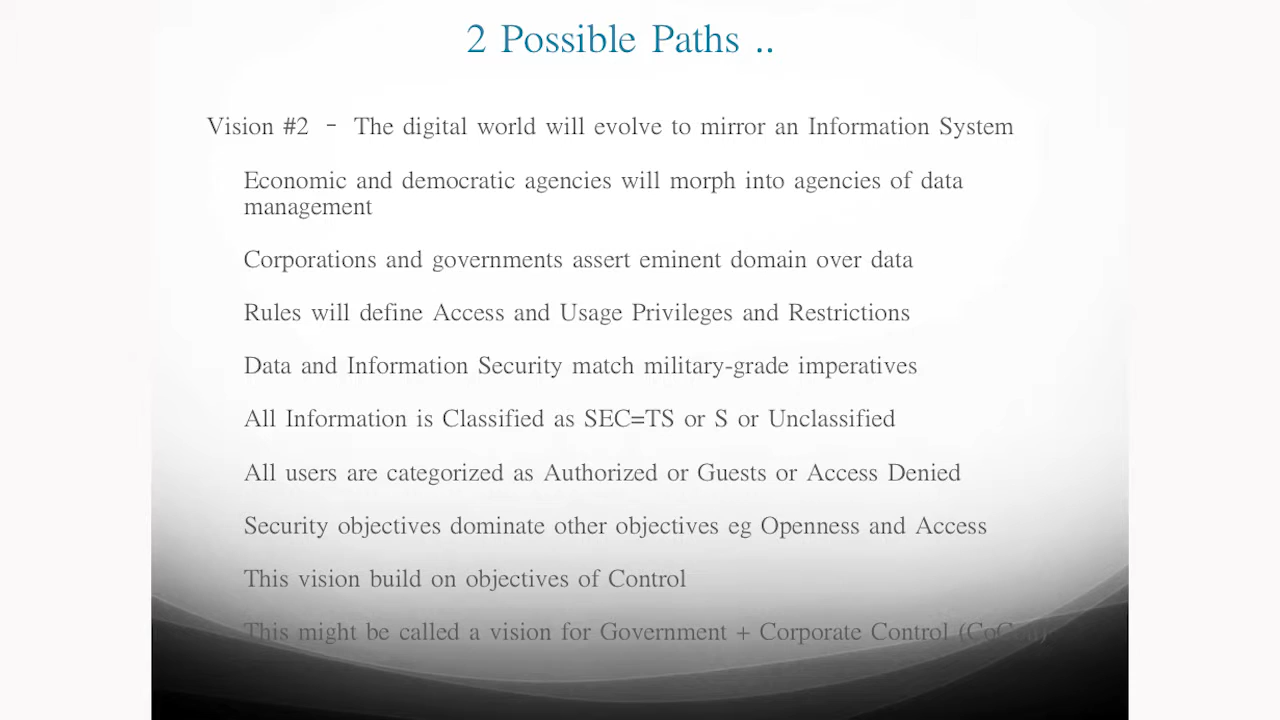 2 Possible Paths ..
Vision #2 - The digital world will evolve to mirror an Information System
Economic and democratic agencies will morph into agencies of data
management
Corporations and governments assert eminent domain over data
Rules will define Access and Usage Privileges and Restrictions
Data and Information Security match military-grade imperatives
All Information is Classified as SEC=TS or S or Unclassified
All users are categorized as Authorized or Guests or Access Denied
Security objectives dominate other objectives eg Openness and Access
This vision build on objectives of Control
This might be called a vision for Government + Corporate Control